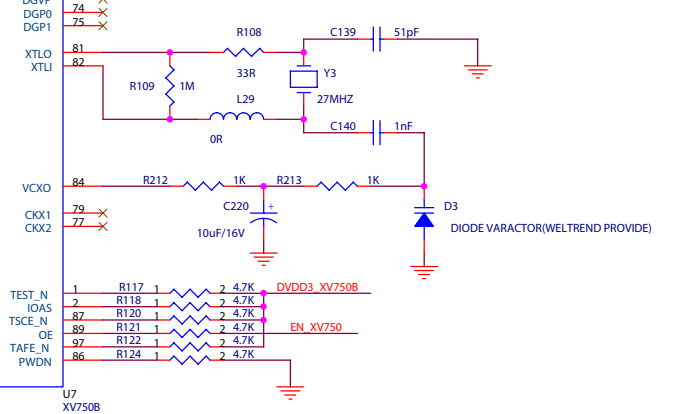 DGVP
DGP0 74
DGP1 75
R108 C139 51pF
XTLO 81
XTLI 82
R109 1M 33R Y3
L29 27MHZ
0R C140 1nF
VCXO 84 R212 1K R213 1K
CKX1 79 C220 + D3
CKX2 77 10uF/16V DIODE VARACTOR(WELTREND PROVIDE)
TEST_N 1 R117 1 2 4.7K DVDD3_XV750B
IOAS 2 R118 1 2 4.7K
TSCE_N 87 R120 1 2 4.7K
OE 89 R121 1 2 4.7K EN_XV750
TAFE_N 97 R122 1 2 4.7K
PWDN 86 R124 1 2 4.7K
U7
XV750B